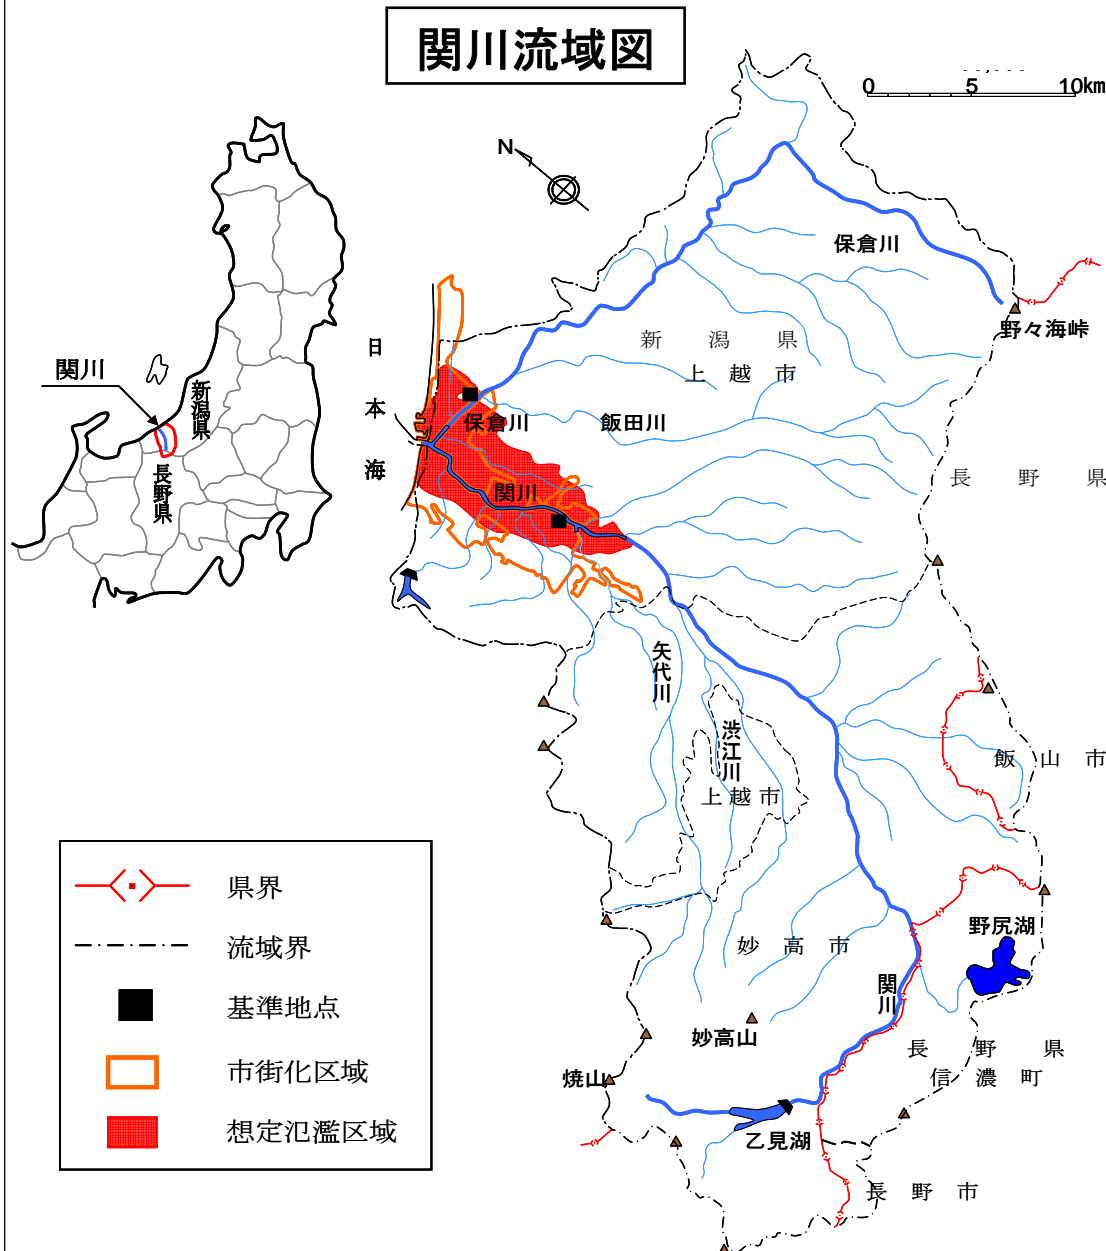 関川流域図
0 5 10km
N
保倉川
野々海峠
新潟県
上越市
日本海
関川
新潟県
長野県
保倉川
飯田川
関川
長野県
矢代川
渋江川
上越市
飯山市
野尻湖
妙高市
関川
妙高山
長野県
信濃町
焼山
乙見湖
長野市
県界
流域界
基準地点
市街化区域
想定氾濫区域